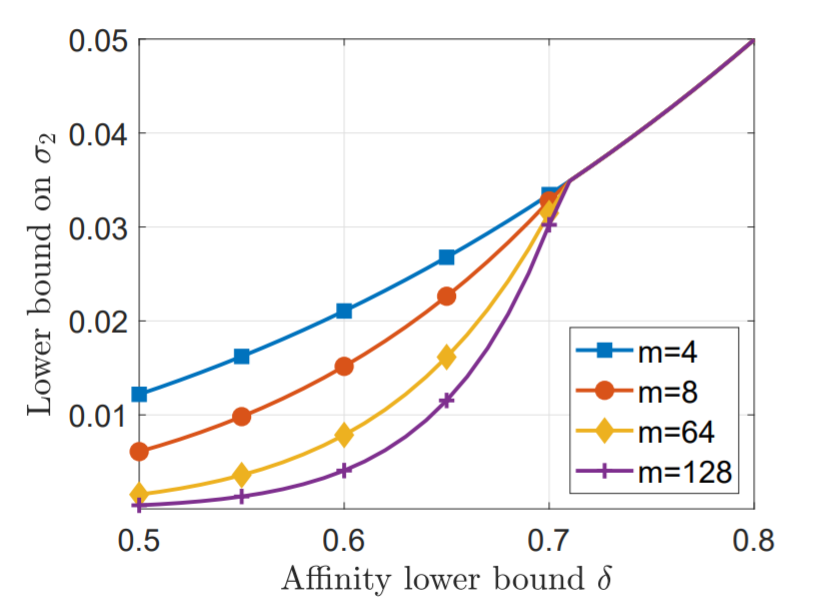 0.05
0.04
0.03
0.02
0.01
Lower bound on σ₂
m=4
m=8
m=64
m=128
0.5 0.6 0.7 0.8
Affinity lower bound δ